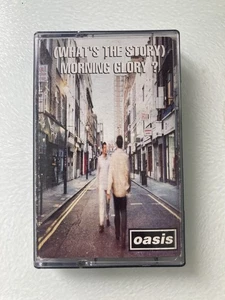 (WHAT'S THE STORY)
MORNING GLORY ?
oasis